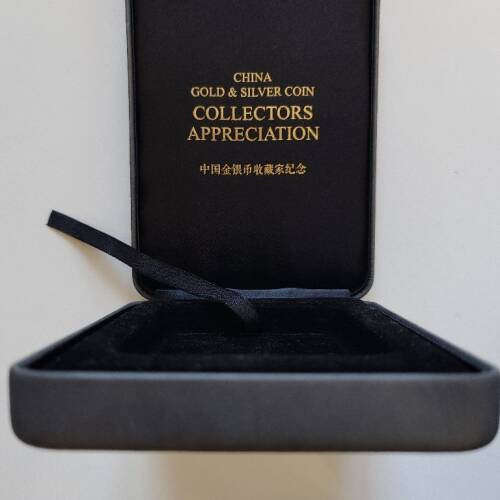 CHINA
GOLD & SILVER COIN
COLLECTORS
APPRECIATION
中国金银币收藏家纪念